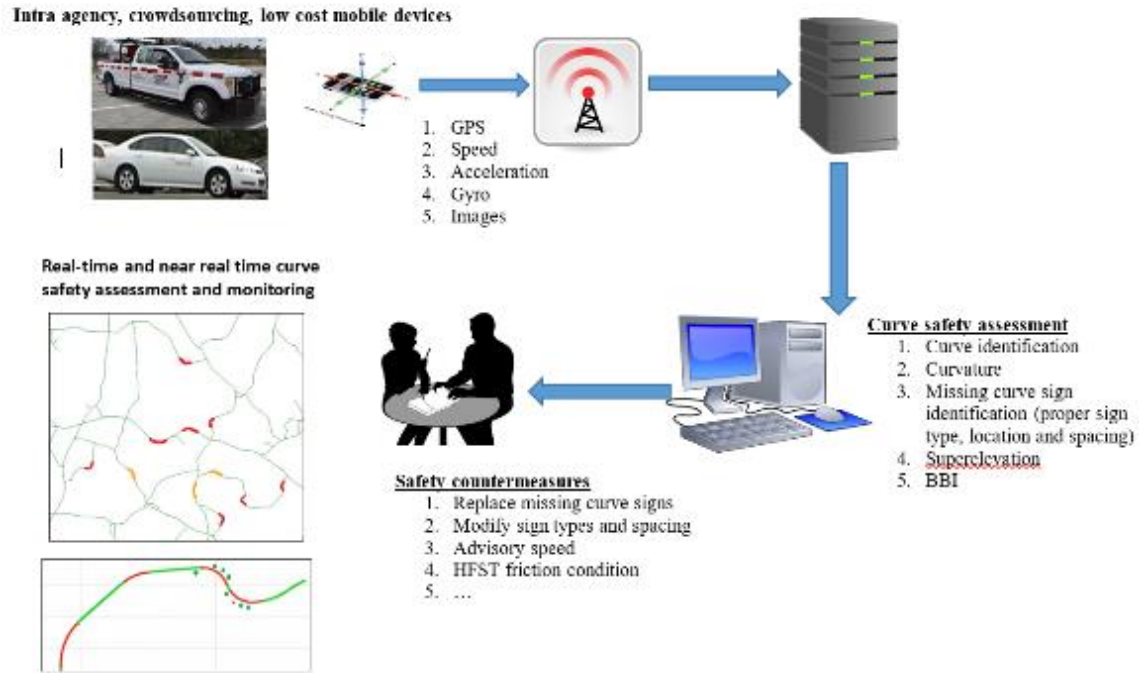 Intra agency, crowdsourcing, low cost mobile devices
1. GPS
2. Speed
3. Acceleration
4. Gyro
5. Images
Real-time and near real time curve
safety assessment and monitoring
Curve safety assessment
1. Curve identification
2. Curvature
3. Missing curve sign
identification (proper sign
type, location and spacing)
4. Superelevation
5. BBI
Safety countermeasures
1. Replace missing curve signs
2. Modify sign types and spacing
3. Advisory speed
4. HFST friction condition
5. ...